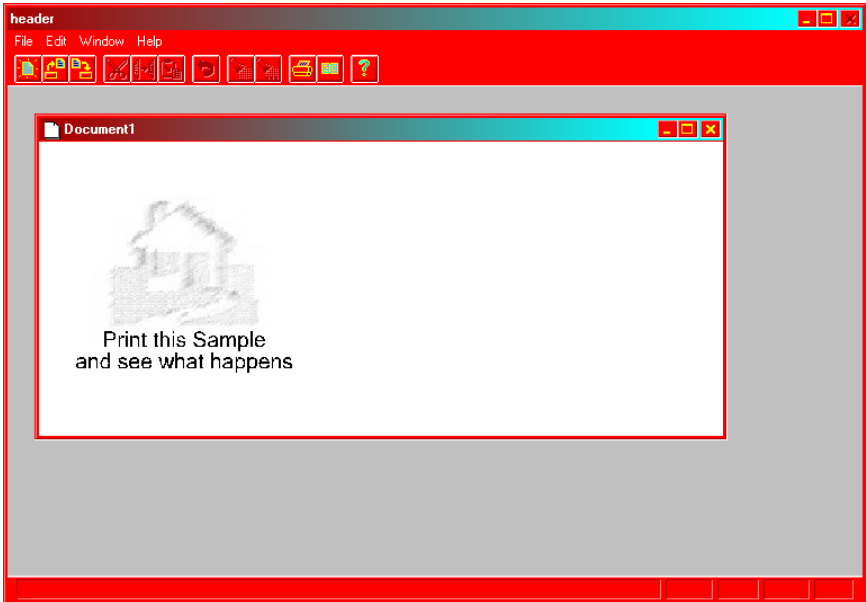 header
File Edit Window Help
Document1
Print this Sample
and see what happens